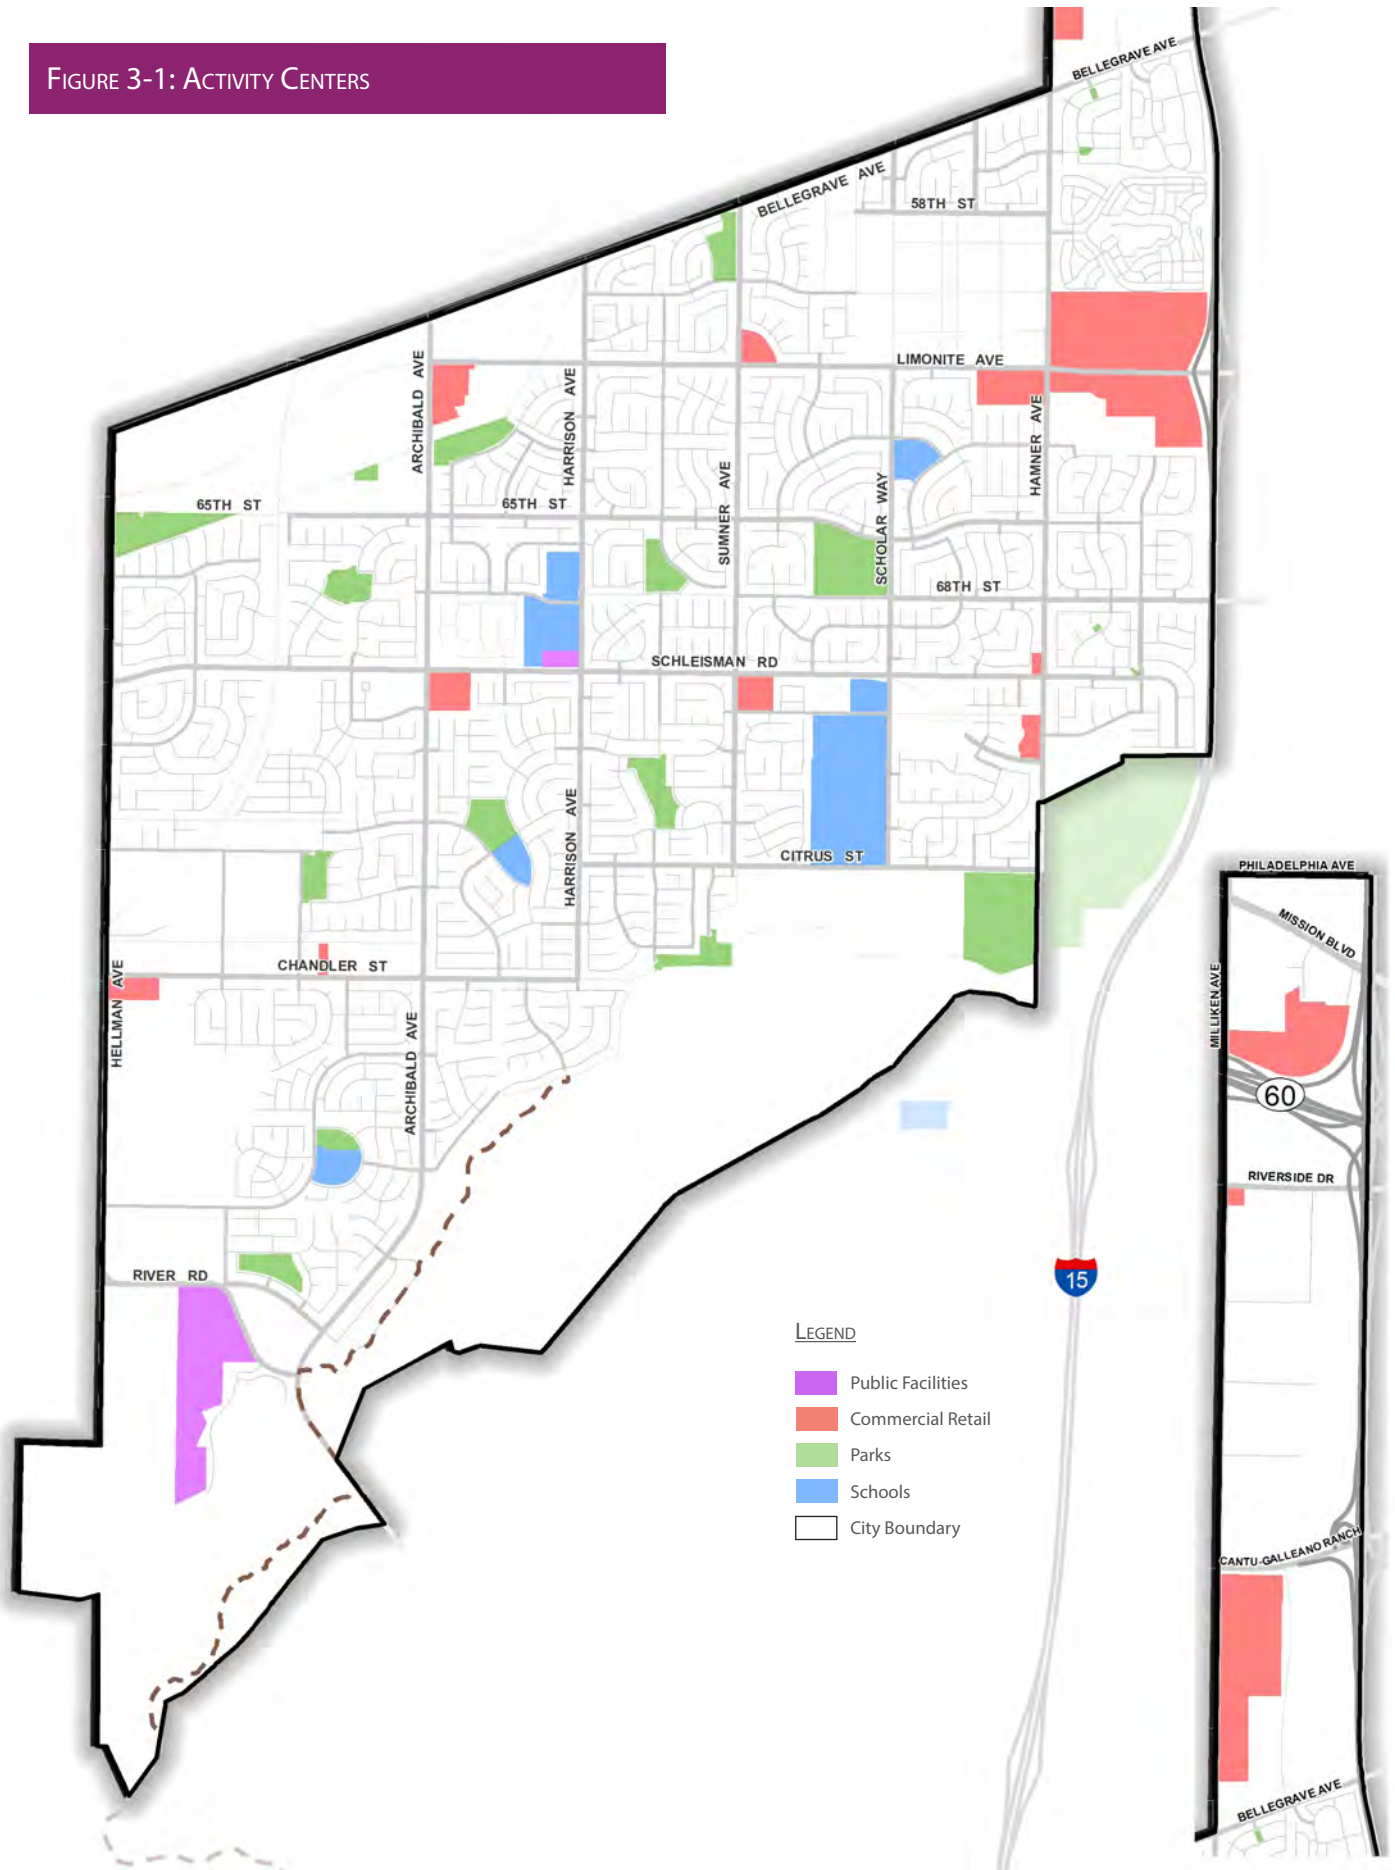 FIGURE 3-1: ACTIVITY CENTERS
BELLEGRAVE AVE
BELLEGRAVE AVE
58TH ST
LIMONITE AVE
ARCHIBALD AVE
HARRISON AVE
HAMNER AVE
SUMNER AVE
SCHOLAR WAY
65TH ST
65TH ST
68TH ST
SCHLEISMAN RD
HARRISON AVE
CITRUS ST
PHILADELPHIA AVE
MISSION BLVD
CHANDLER ST
HELLMAN AVE
ARCHIBALD AVE
MILLIKEN AVE
60
RIVERSIDE DR
RIVER RD
15
LEGEND
Public Facilities
Commercial Retail
Parks
Schools
City Boundary
CANTU-GALLEANO RANCH
BELLEGRAVE AVE